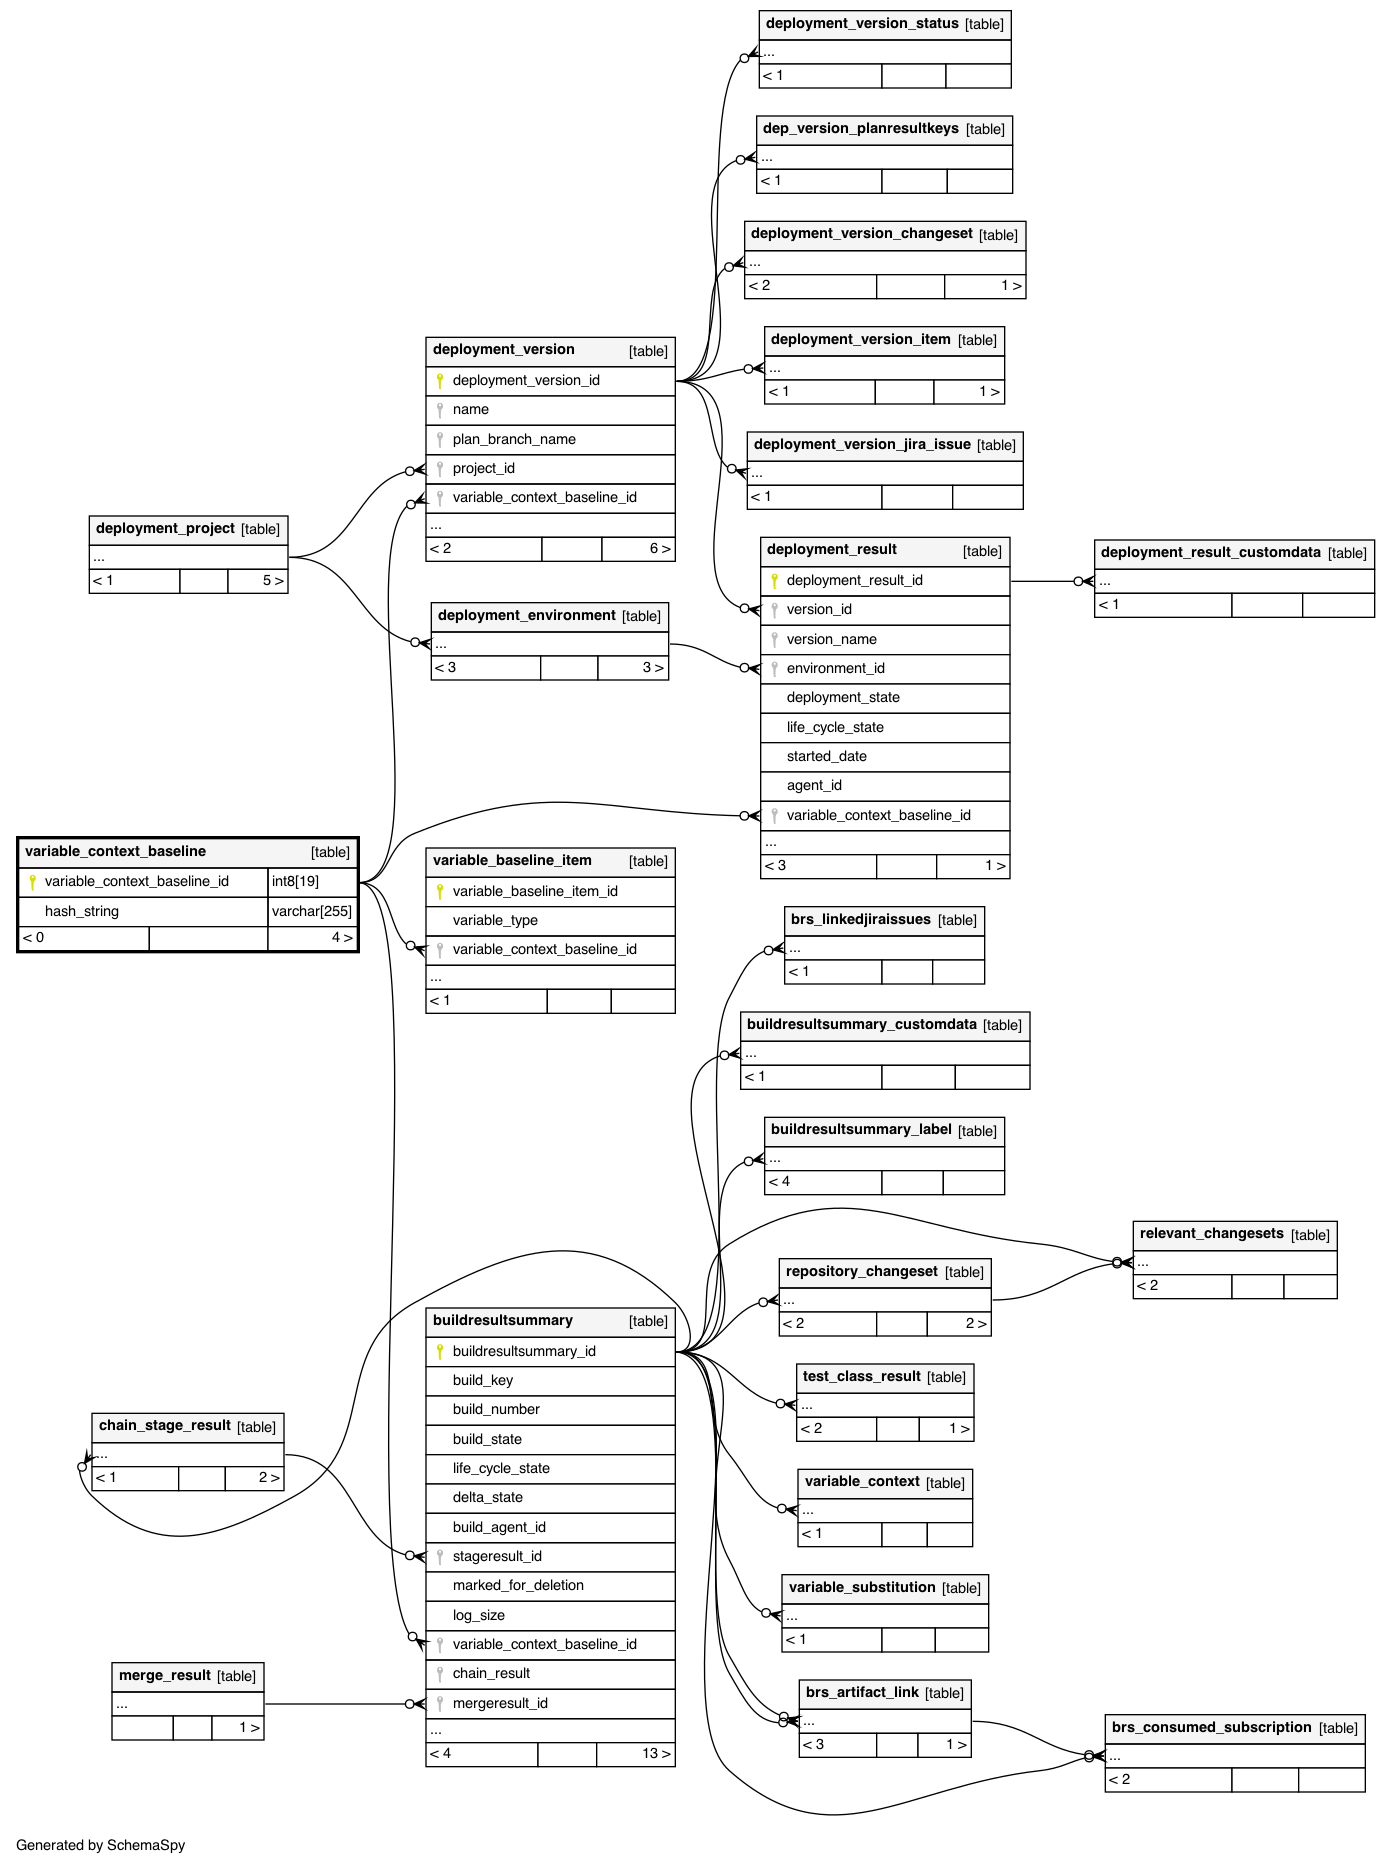 deployment_version_status [table]
...
< 1
dep_version_planresultkeys [table]
...
< 1
deployment_version_changeset [table]
...
< 2 1 >
deployment_version_item [table]
...
< 1 1 >
deployment_version [table]
deployment_version_id
name
plan_branch_name
project_id
variable_context_baseline_id
...
< 2 6 >
deployment_version_jira_issue [table]
...
< 1
deployment_project [table]
...
< 1 5 >
deployment_result [table]
deployment_result_id
version_id
version_name
environment_id
deployment_state
life_cycle_state
started_date
agent_id
variable_context_baseline_id
...
< 3 1 >
deployment_result_customdata [table]
...
< 1
deployment_environment [table]
...
< 3 3 >
variable_context_baseline [table]
variable_context_baseline_id int8[19]
hash_string varchar[255]
< 0 4 >
variable_baseline_item [table]
variable_baseline_item_id
variable_type
variable_context_baseline_id
...
< 1
brs_linkedjiraissues [table]
...
< 1
buildresultsummary_customdata [table]
...
< 1
buildresultsummary_label [table]
...
< 4
relevant_changesets [table]
...
< 2
repository_changeset [table]
...
< 2 2 >
buildresultsummary [table]
buildresultsummary_id
build_key
build_number
build_state
life_cycle_state
delta_state
build_agent_id
stageresult_id
marked_for_deletion
log_size
variable_context_baseline_id
chain_result
mergeresult_id
...
< 4 13 >
test_class_result [table]
...
< 2 1 >
chain_stage_result [table]
...
< 1 2 >
variable_context [table]
...
< 1
variable_substitution [table]
...
< 1
merge_result [table]
...
1 >
brs_artifact_link [table]
...
< 3 1 >
brs_consumed_subscription [table]
...
< 2
Generated by SchemaSpy